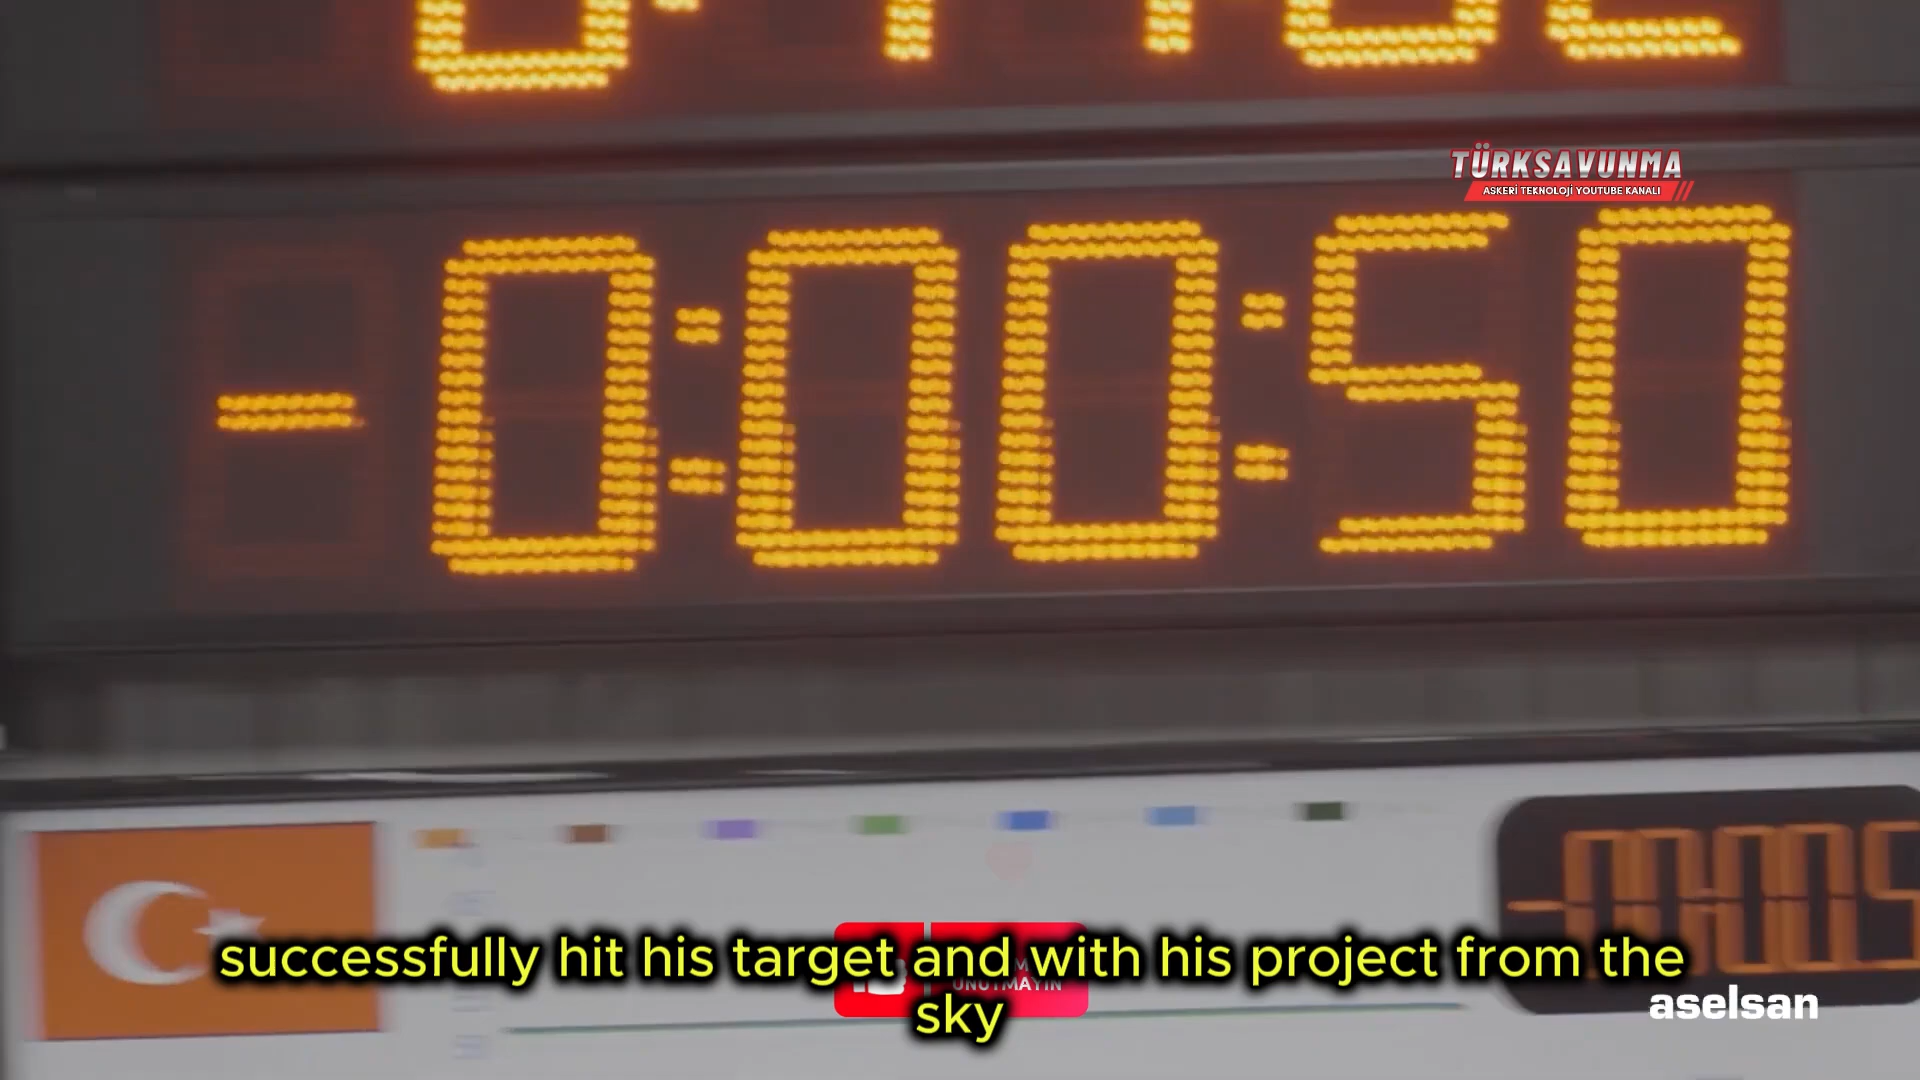 TÜRKSAVUNMA
ASKERİ TEKNOLOJİ YOUTUBE KANALI
-0:00:50
successfully hit his target and with his project from the
sky
UNUTMAYIN
aselsan